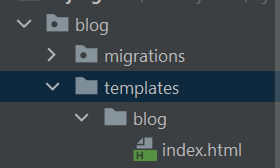 blog
migrations
templates
blog
index.html